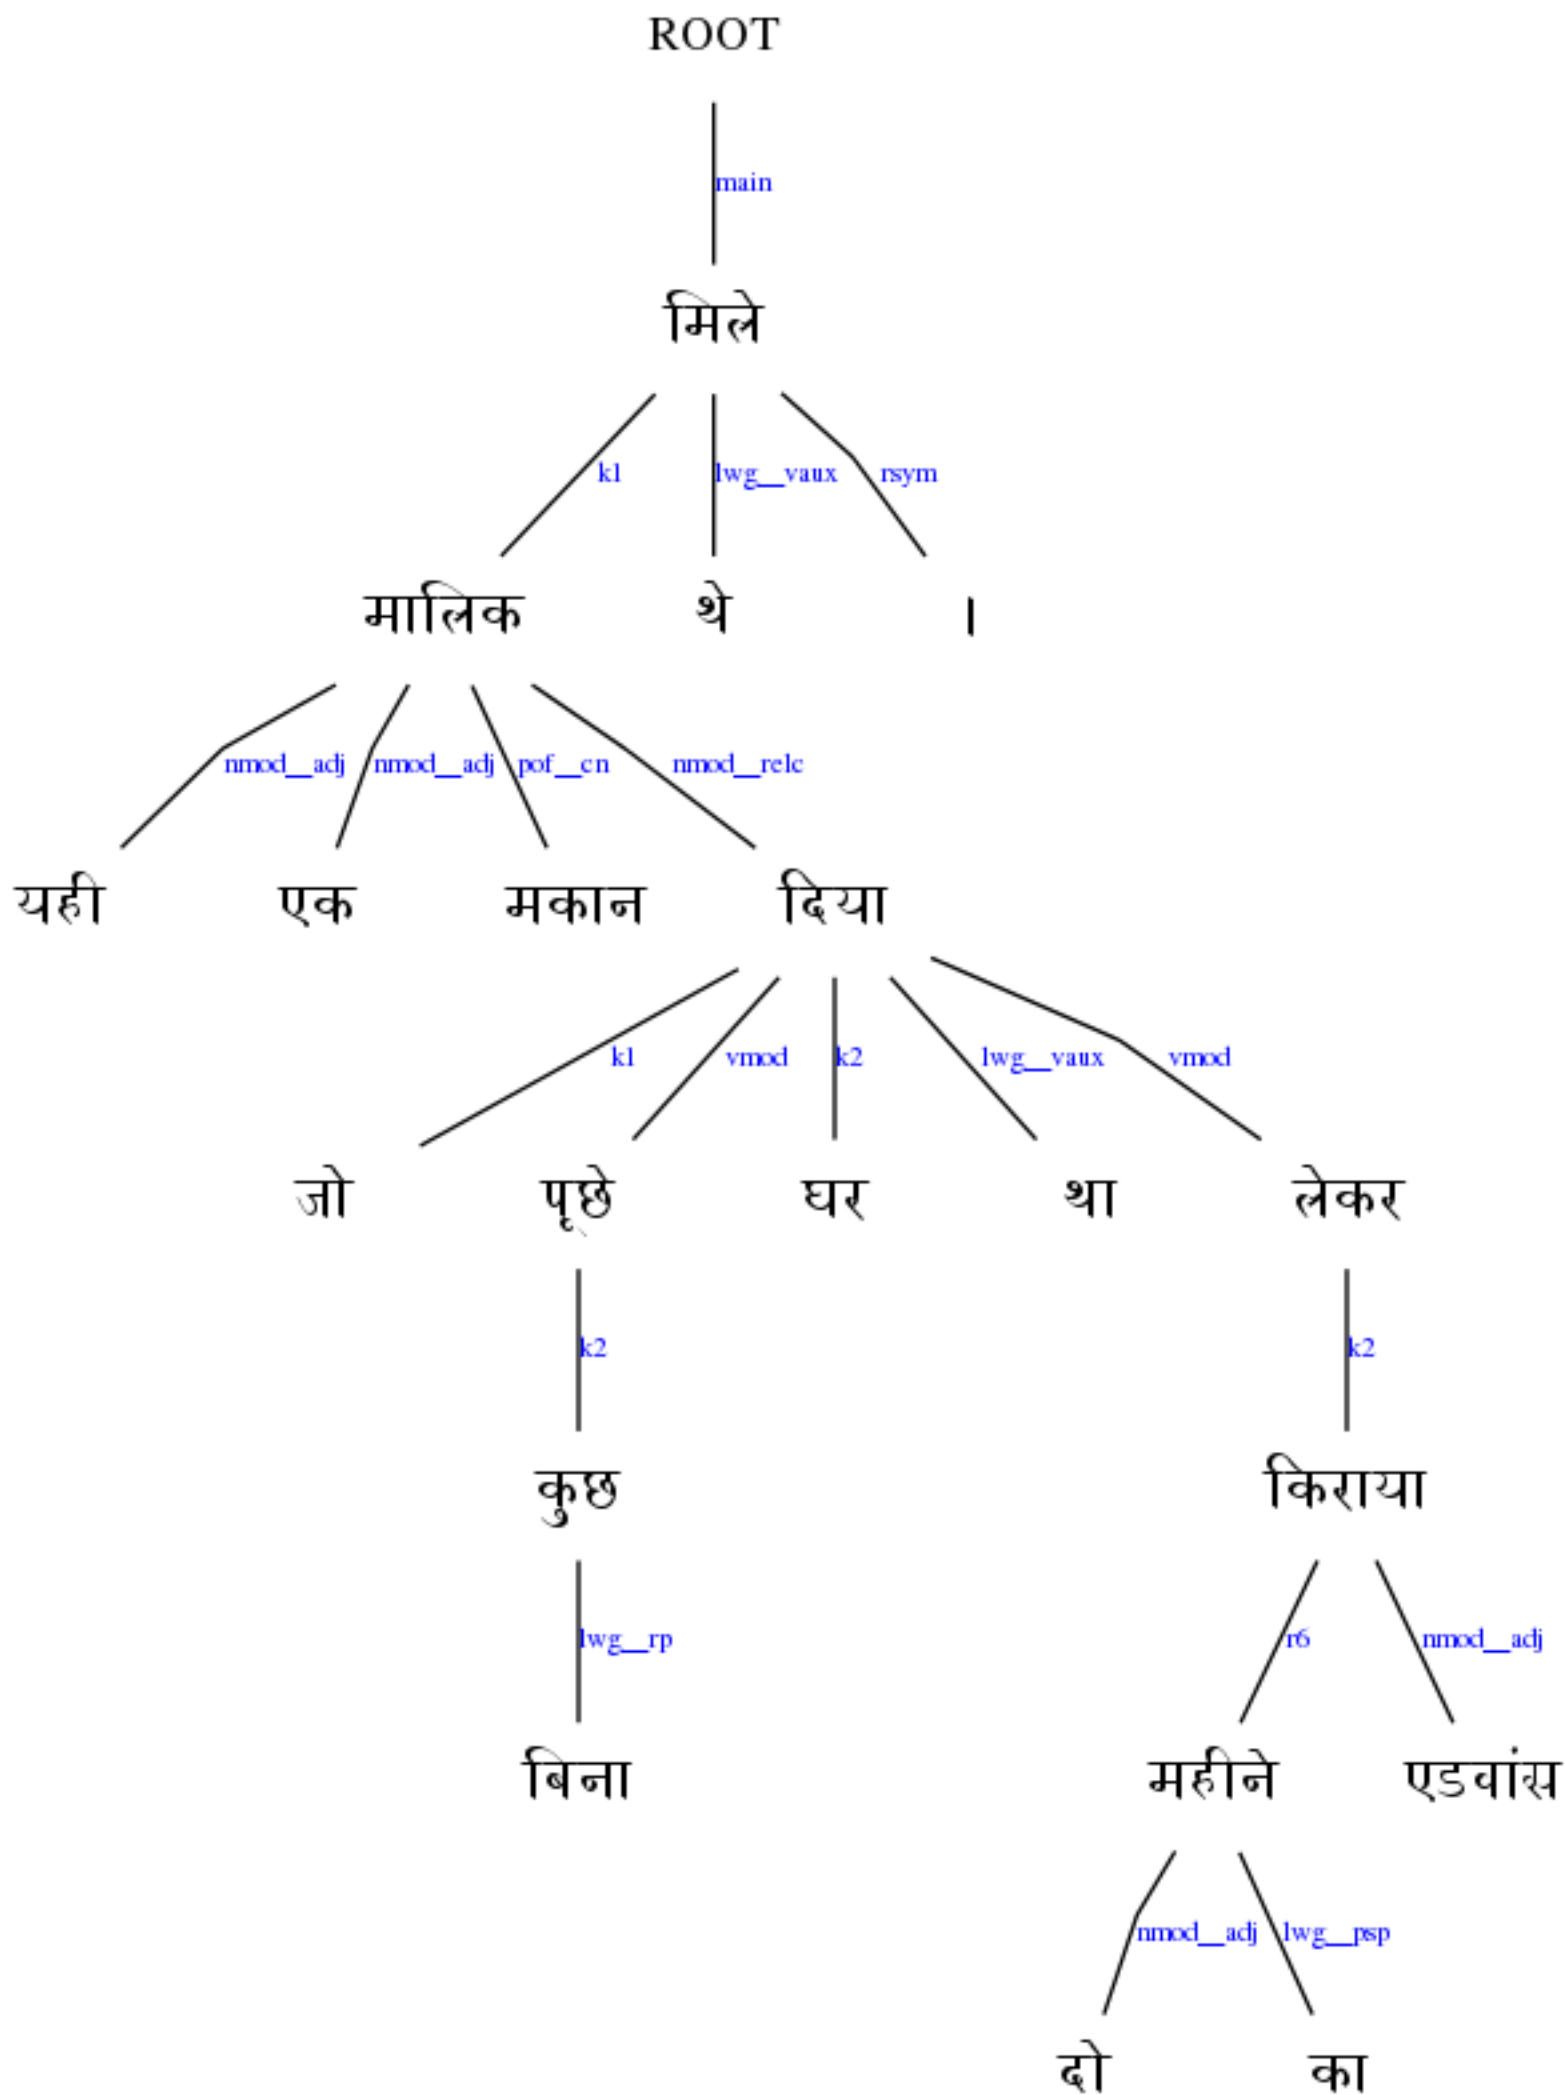 ROOT
main
मिले
k1 lwg__vaux rsym
मालिक थे ।
nmod__adj nmod__adj pof__cn nmod__relc
यही एक मकान दिया
k1 vmod k2 lwg__vaux vmod
जो पूछे घर था लेकर
k2 k2
कुछ किराया
lwg__rp r6 nmod__adj
बिना महीने एडवांस
nmod__adj lwg__psp
दो का